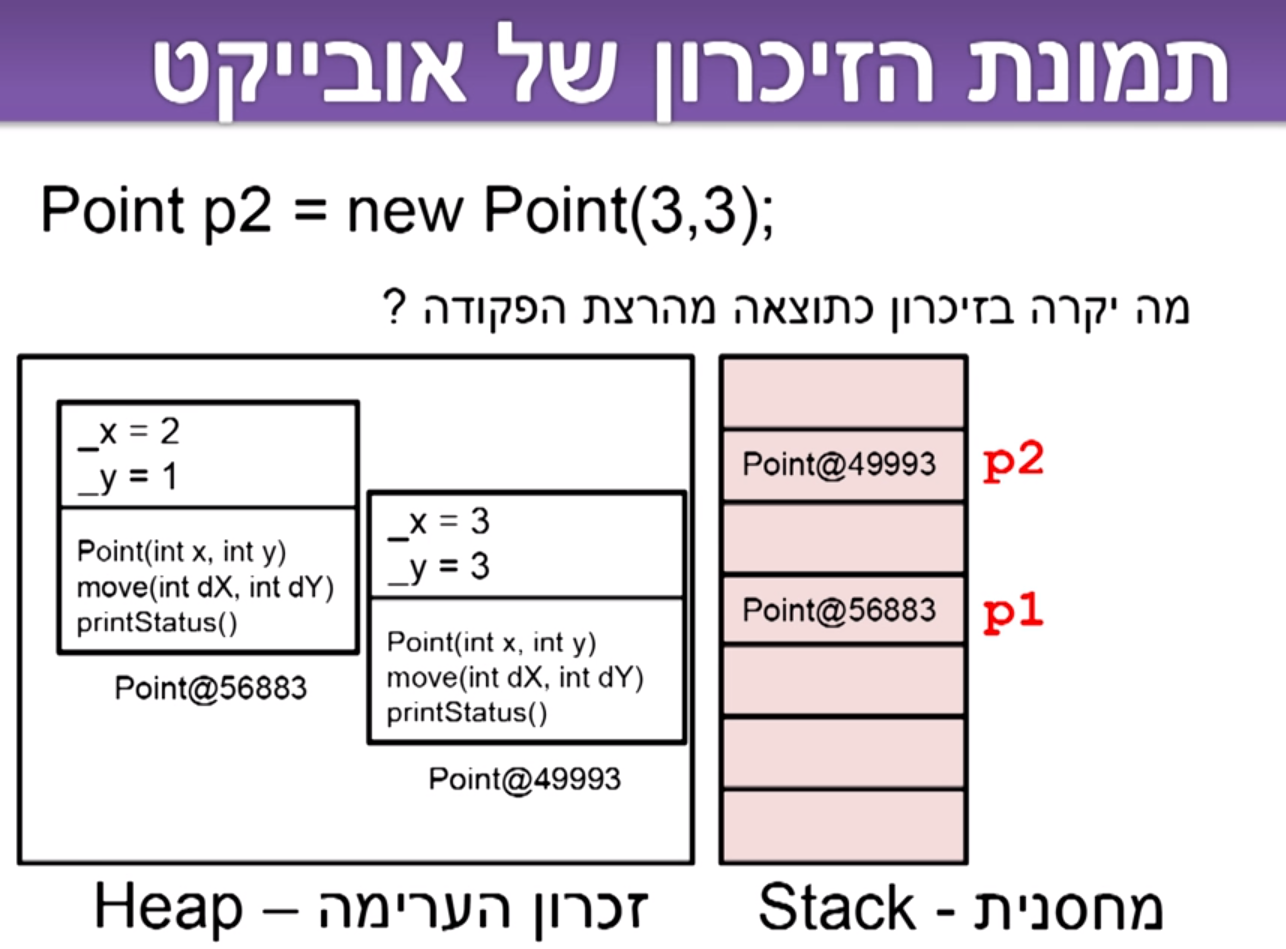 תמונת הזיכרון של אובייקט
Point p2 = new Point(3,3);
מה יקרה בזיכרון כתוצאה מהרצת הפקודה ?
_x = 2
_y = 1
Point(int x, int y)
move(int dX, int dY)
printStatus()
Point@56883
_x = 3
_y = 3
Point(int x, int y)
move(int dX, int dY)
printStatus()
Point@49993
Point@49993 p2
Point@56883 p1
זכרון הערימה – Heap
מחסנית - Stack